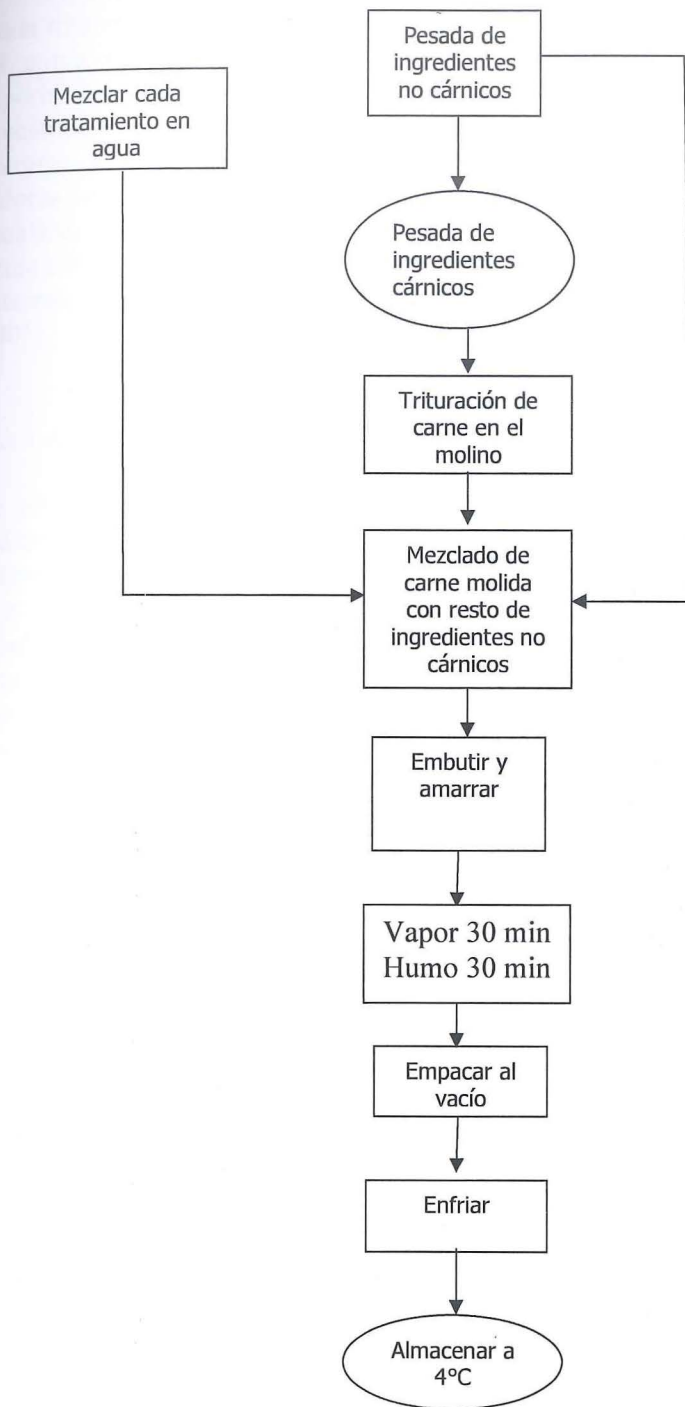 Pesada de
ingredientes
no cárnicos
Mezclar cada
tratamiento en
agua
Pesada de
ingredientes
cárnicos
Trituración de
carne en el
molino
Mezclado de
carne molida
con resto de
ingredientes no
cárnicos
Embutir y
amarrar
Vapor 30 min
Humo 30 min
Empacar al
vacío
Enfriar
Almacenar a
4°C